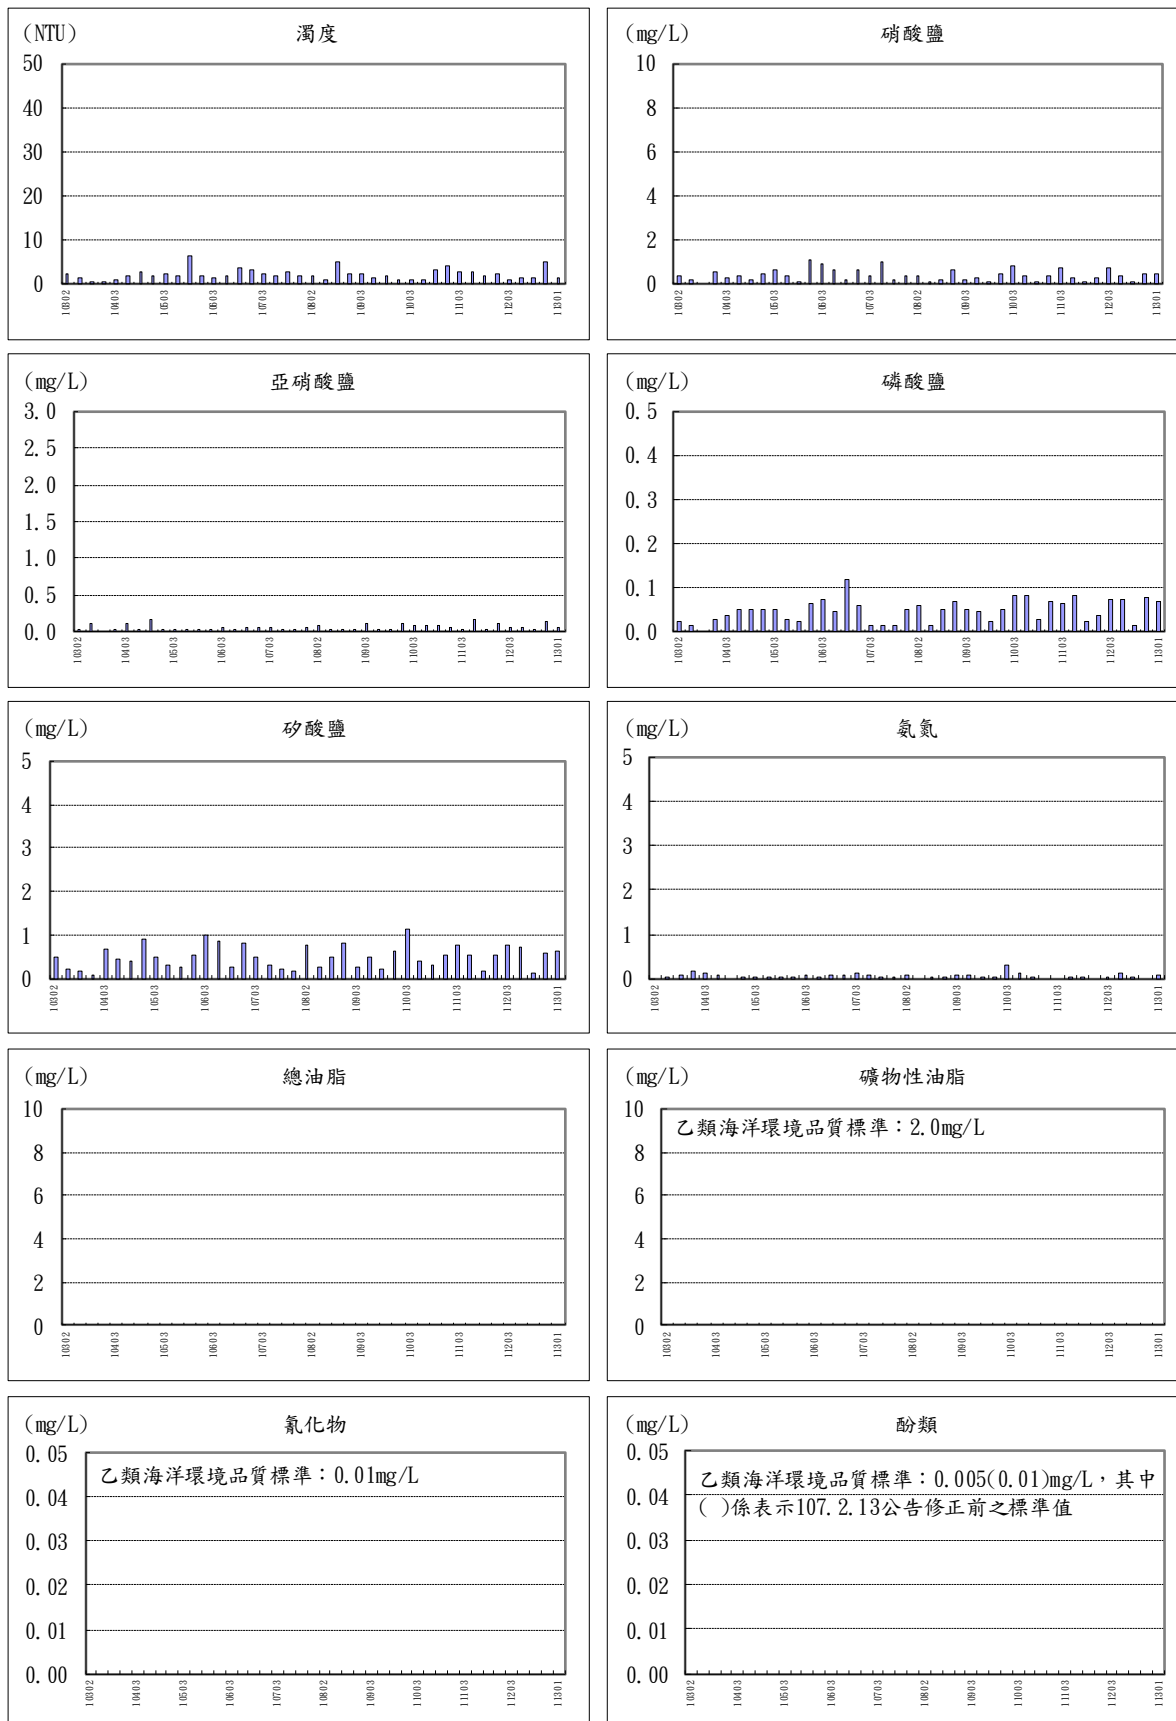 (NTU) 濁度
50
40
30
20
10
0
10302 10403 10503 10603 10703 10802 10903 11003 11103 11203 11301
(mg/L) 硝酸鹽
10
8
6
4
2
0
10302 10403 10503 10603 10703 10802 10903 11003 11103 11203 11301
(mg/L) 亞硝酸鹽
3.0
2.5
2.0
1.5
1.0
0.5
0.0
10302 10403 10503 10603 10703 10802 10903 11003 11103 11203 11301
(mg/L) 磷酸鹽
0.5
0.4
0.3
0.2
0.1
0.0
10302 10403 10503 10603 10703 10802 10903 11003 11103 11203 11301
(mg/L) 矽酸鹽
5
4
3
2
1
0
10302 10403 10503 10603 10703 10802 10903 11003 11103 11203 11301
(mg/L) 氨氮
5
4
3
2
1
0
10302 10403 10503 10603 10703 10802 10903 11003 11103 11203 11301
(mg/L) 總油脂
10
8
6
4
2
0
10302 10403 10503 10603 10703 10802 10903 11003 11103 11203 11301
(mg/L) 礦物性油脂
乙類海洋環境品質標準：2.0mg/L
10
8
6
4
2
0
10302 10403 10503 10603 10703 10802 10903 11003 11103 11203 11301
(mg/L) 氰化物
乙類海洋環境品質標準：0.01mg/L
0.05
0.04
0.03
0.02
0.01
0.00
10302 10403 10503 10603 10703 10802 10903 11003 11103 11203 11301
(mg/L) 酚類
乙類海洋環境品質標準：0.005(0.01)mg/L，其中
( )係表示107.2.13公告修正前之標準值
0.05
0.04
0.03
0.02
0.01
0.00
10302 10403 10503 10603 10703 10802 10903 11003 11103 11203 11301